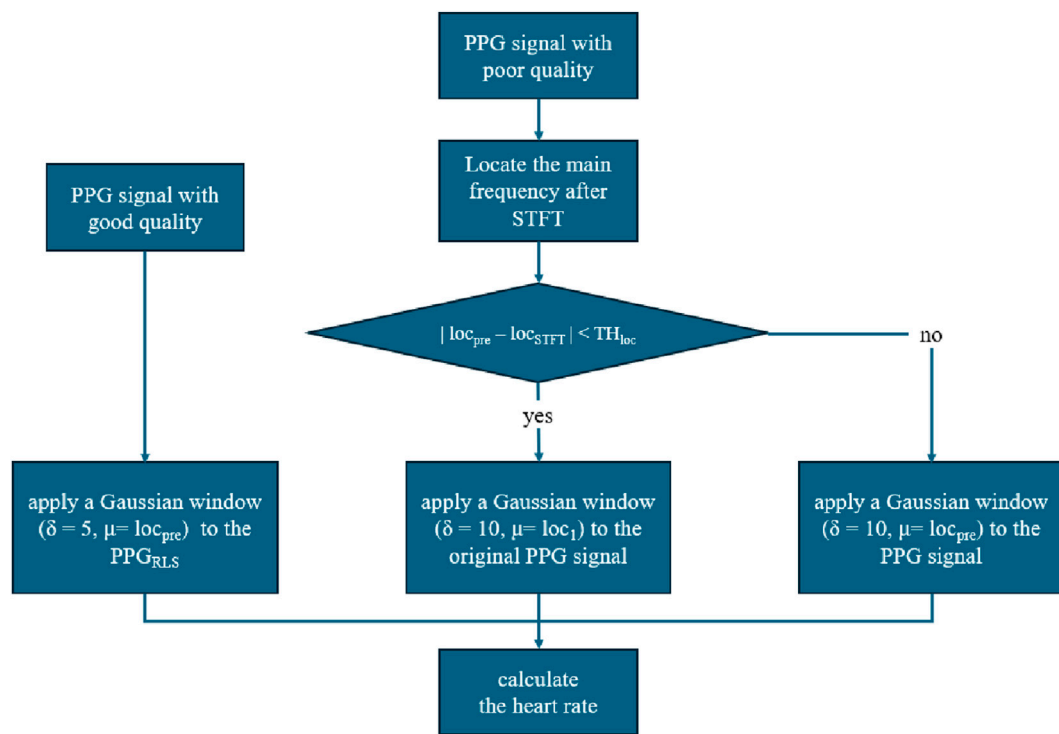 PPG signal with
poor quality
Locate the main
frequency after
STFT
PPG signal with
good quality
| loc_pre – loc_STFT | < TH_loc
no
yes
apply a Gaussian window
(δ = 5, μ= loc_pre) to the
PPG_RLS
apply a Gaussian window
(δ = 10, μ= loc_1) to the
original PPG signal
apply a Gaussian window
(δ = 10, μ= loc_pre) to the
PPG signal
calculate
the heart rate